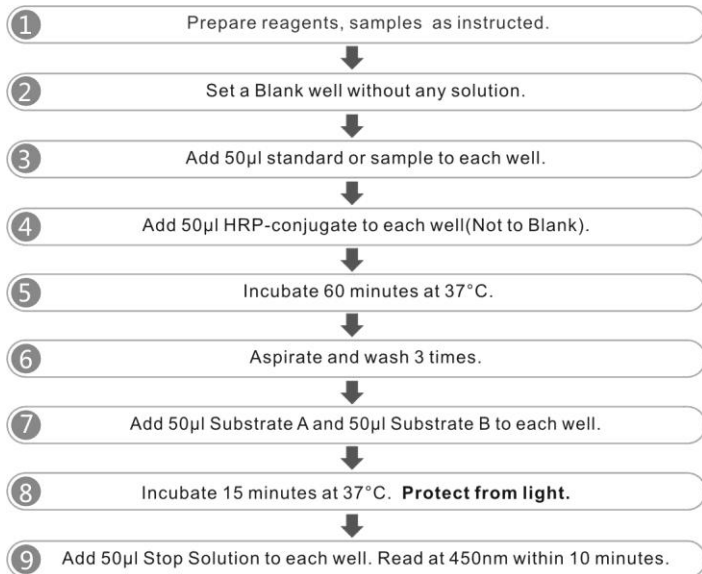 1 Prepare reagents, samples as instructed.
2 Set a Blank well without any solution.
3 Add 50μl standard or sample to each well.
4 Add 50μl HRP-conjugate to each well(Not to Blank).
5 Incubate 60 minutes at 37°C.
6 Aspirate and wash 3 times.
7 Add 50μl Substrate A and 50μl Substrate B to each well.
8 Incubate 15 minutes at 37°C. Protect from light.
9 Add 50μl Stop Solution to each well. Read at 450nm within 10 minutes.